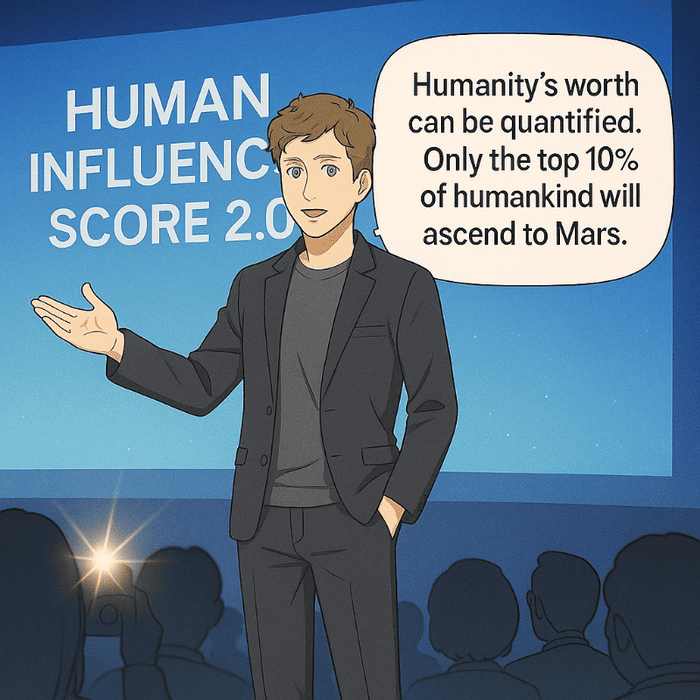 HUMAN
INFLUENC
SCORE 2.0
Humanity's worth
can be quantified.
Only the top 10%
of humankind will
ascend to Mars.